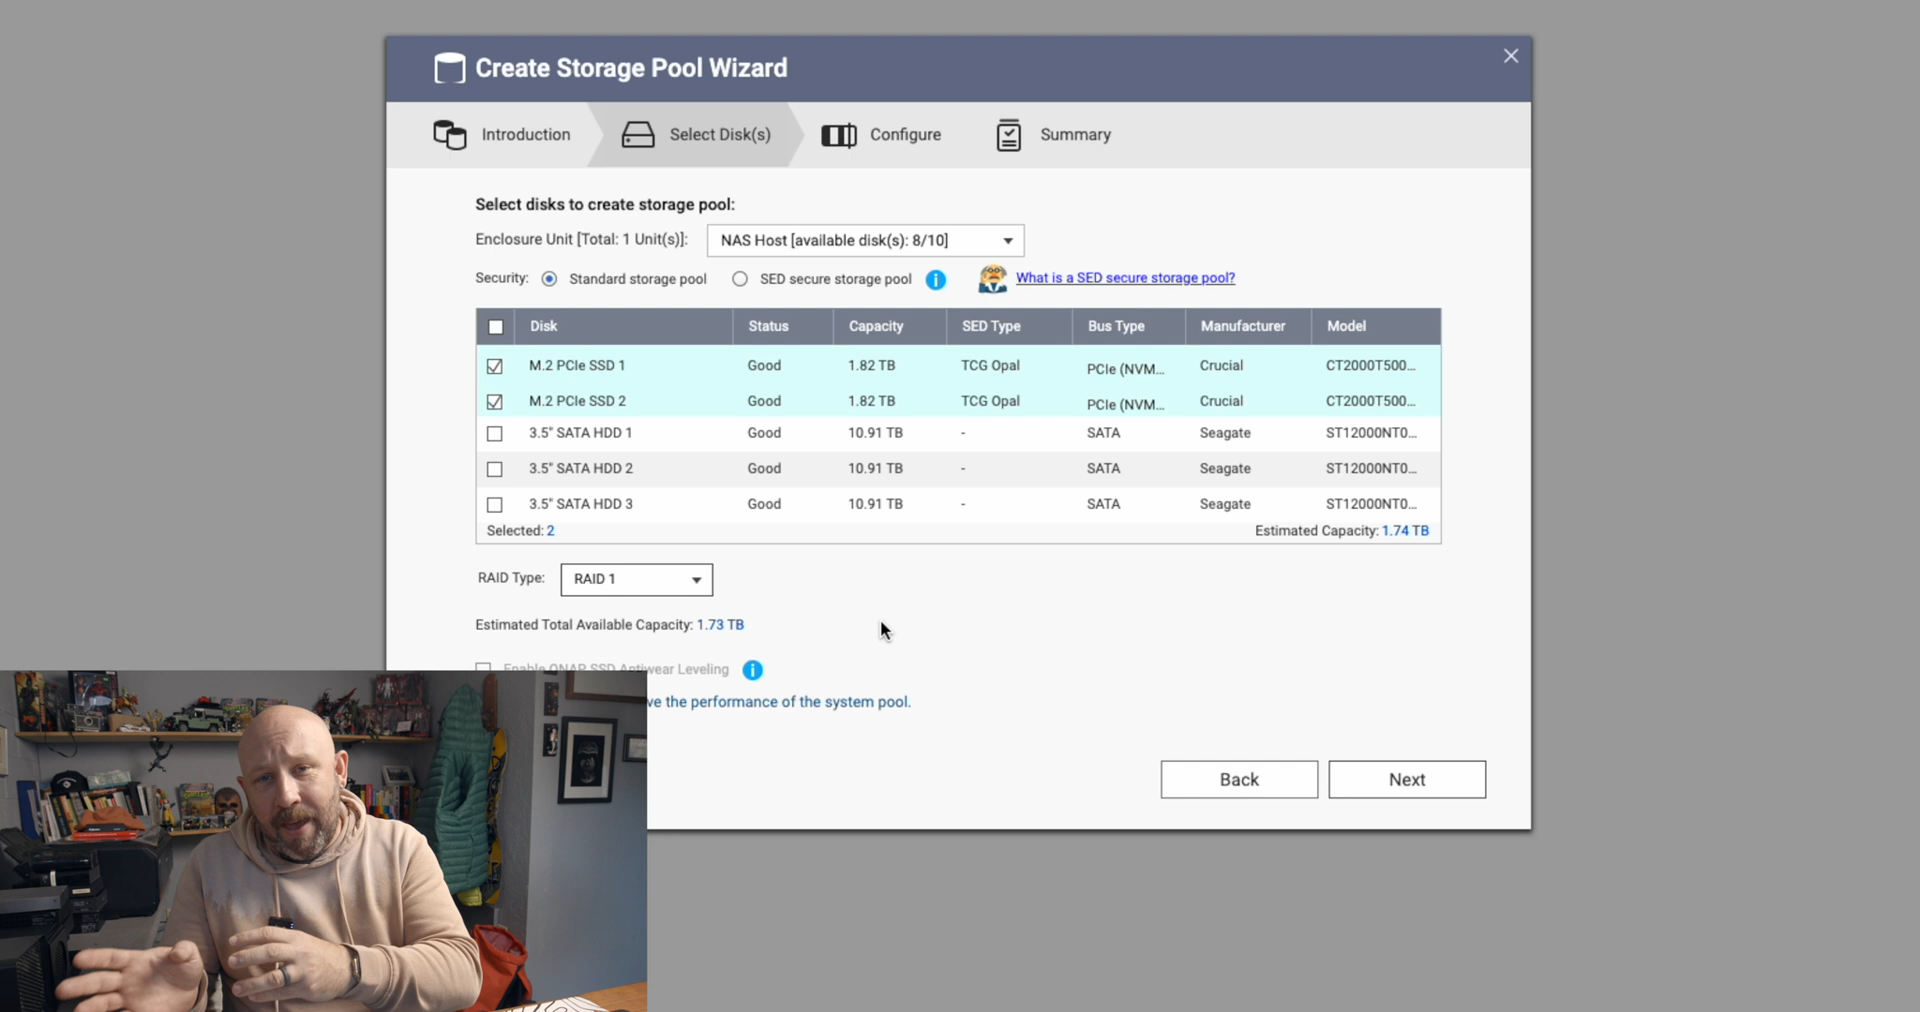 Create Storage Pool Wizard
Introduction
Select Disk(s)
Configure
Summary
Select disks to create storage pool:
Enclosure Unit [Total: 1 Unit(s)]: NAS Host [available disk(s): 8/10]
Security: Standard storage pool SED secure storage pool What is a SED secure storage pool?
Disk Status Capacity SED Type Bus Type Manufacturer Model
M.2 PCIe SSD 1 Good 1.82 TB TCG Opal PCIe (NVM... Crucial CT2000T500...
M.2 PCIe SSD 2 Good 1.82 TB TCG Opal PCIe (NVM... Crucial CT2000T500...
3.5" SATA HDD 1 Good 10.91 TB - SATA Seagate ST12000NT0...
3.5" SATA HDD 2 Good 10.91 TB - SATA Seagate ST12000NT0...
3.5" SATA HDD 3 Good 10.91 TB - SATA Seagate ST12000NT0...
Selected: 2 Estimated Capacity: 1.74 TB
RAID Type: RAID 1
Estimated Total Available Capacity: 1.73 TB
Enable QNAP SSD Antiwear Leveling
ve the performance of the system pool.
Back
Next